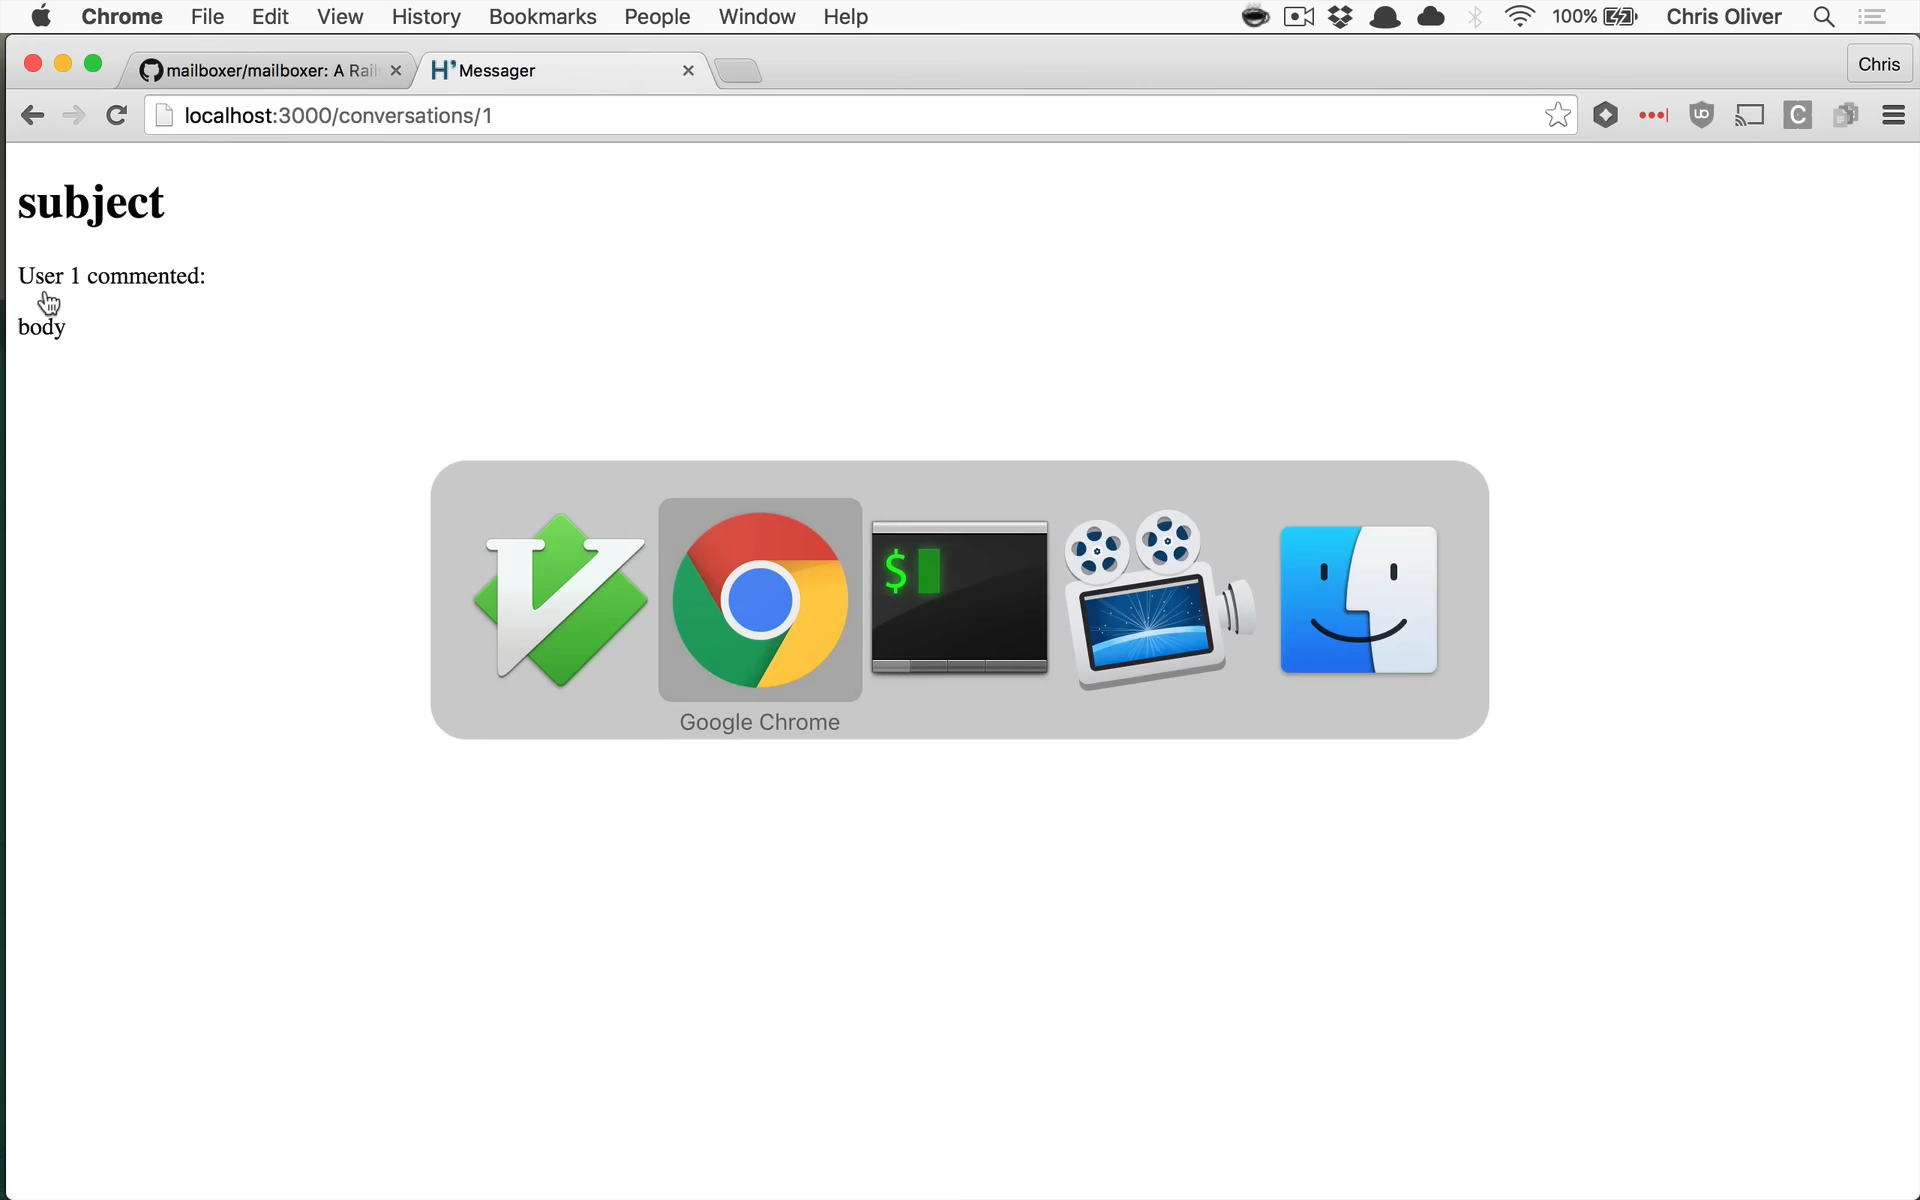 Chrome File Edit View History Bookmarks People Window Help 100% Chris Oliver
mailboxer/mailboxer: A Rail
H' Messager
Chris
localhost:3000/conversations/1
subject
User 1 commented:
body
$
Google Chrome